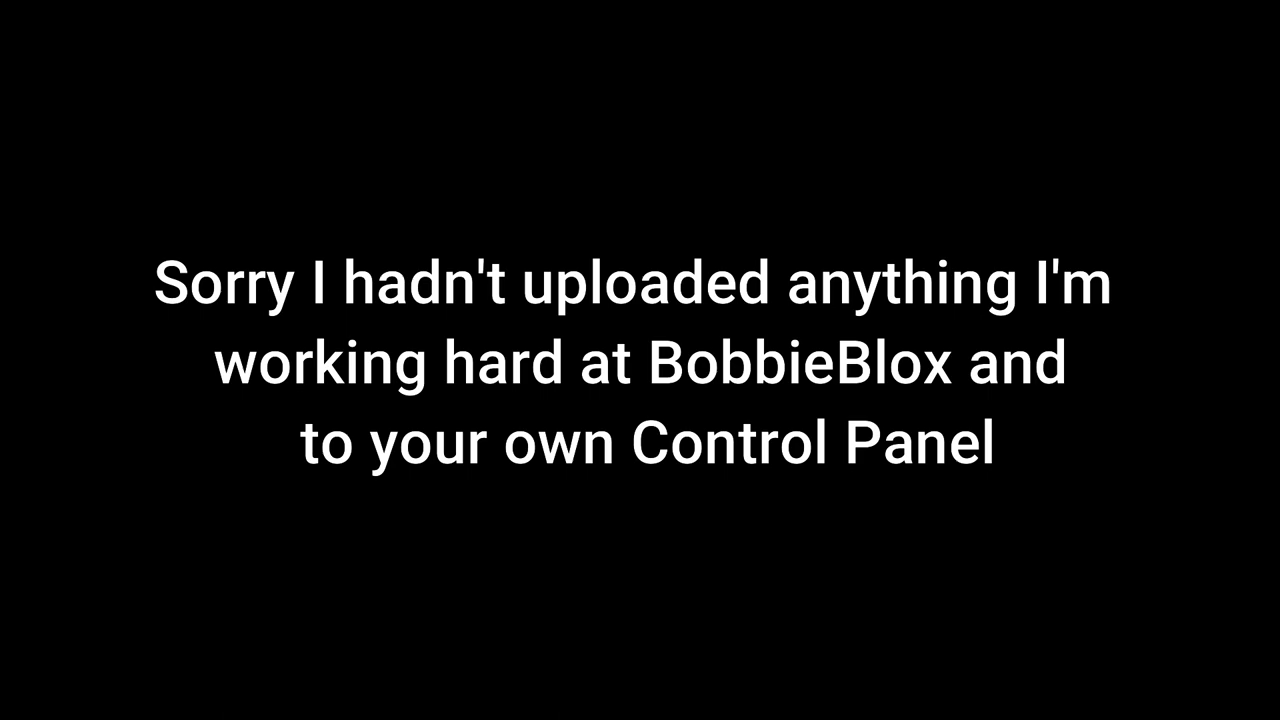 Sorry I hadn't uploaded anything I'm
working hard at BobbieBlox and
to your own Control Panel